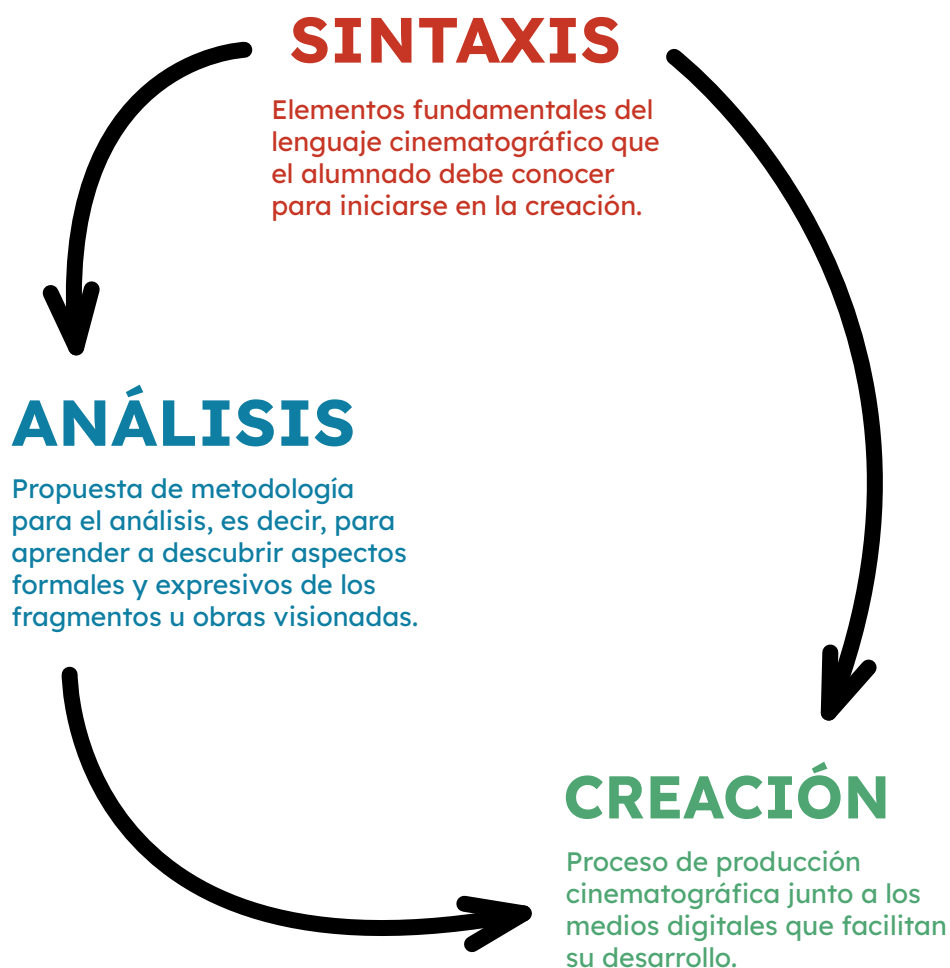 SINTAXIS
Elementos fundamentales del
lenguaje cinematográfico que
el alumnado debe conocer
para iniciarse en la creación.
ANÁLISIS
Propuesta de metodología
para el análisis, es decir, para
aprender a descubrir aspectos
formales y expresivos de los
fragmentos u obras visionadas.
CREACIÓN
Proceso de producción
cinematográfica junto a los
medios digitales que facilitan
su desarrollo.